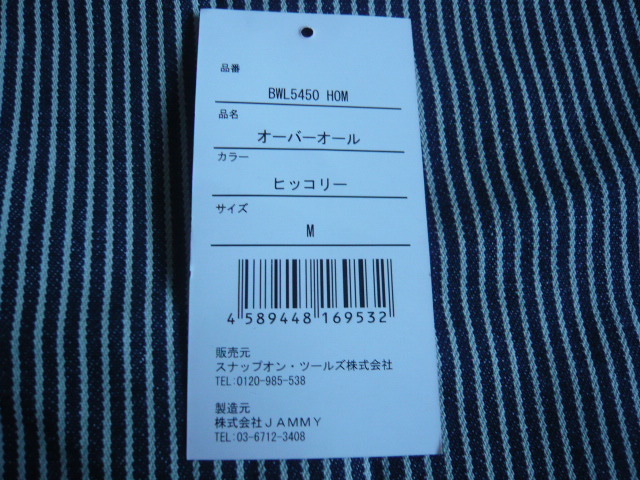 品番
BWL5450 HOM
品名
オーバーオール
カラー
ヒッコリー
サイズ
M
4 589448 169532
販売元
スナップオン・ツールズ株式会社
TEL:0120-985-538
製造元
株式会社JAMMY
TEL:03-6712-3408